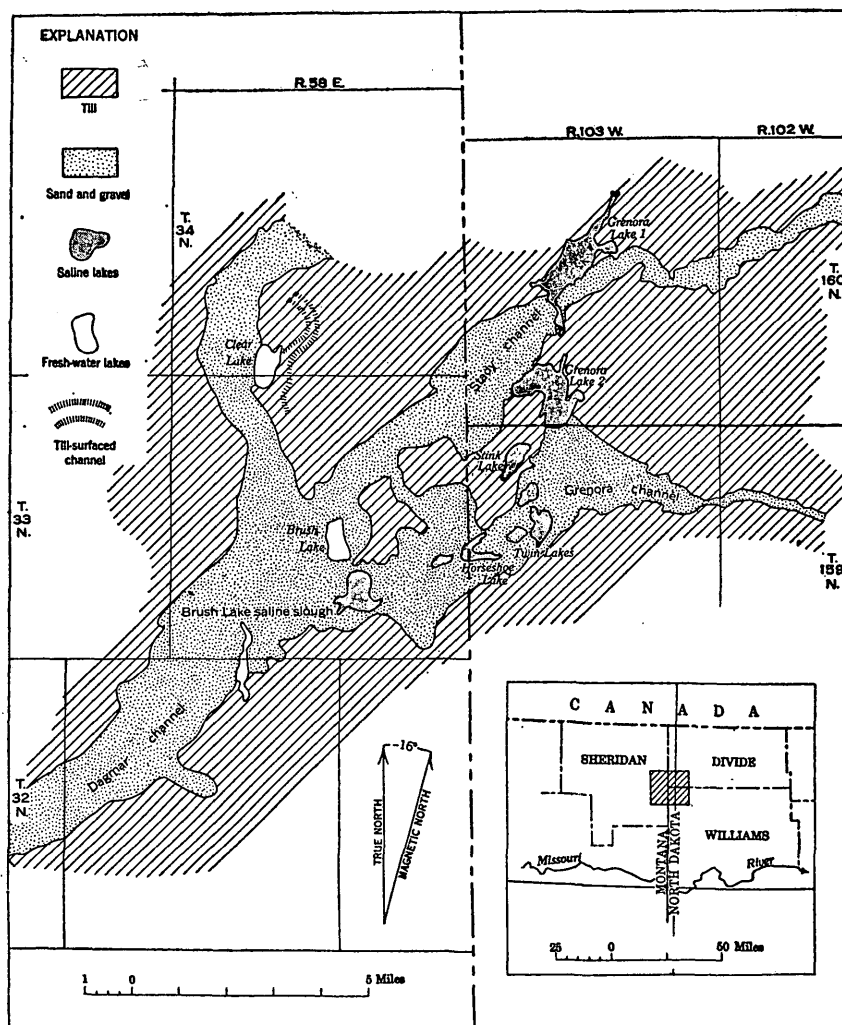 EXPLANATION
Till
Sand and gravel
Saline lakes
Fresh-water lakes
Till-surfaced
channel
R. 58 E.
R. 103 W.
R. 102 W.
T.
34
N.
T.
33
N.
T.
32
N.
T.
160
N.
T.
159
N.
Grenora
Lake 1
Clear
Lake
Stady channel
Grenora
Lake 2
Stink
Lake
Grenora channel
Brush
Lake
Twin Lakes
Horseshoe
Lake
Brush Lake saline slough
Dagmar channel
16°
TRUE NORTH
MAGNETIC NORTH
1 0 5 Miles
CANADA
SHERIDAN
DIVIDE
WILLIAMS
MONTANA
NORTH DAKOTA
Missouri River
25 0 50 Miles